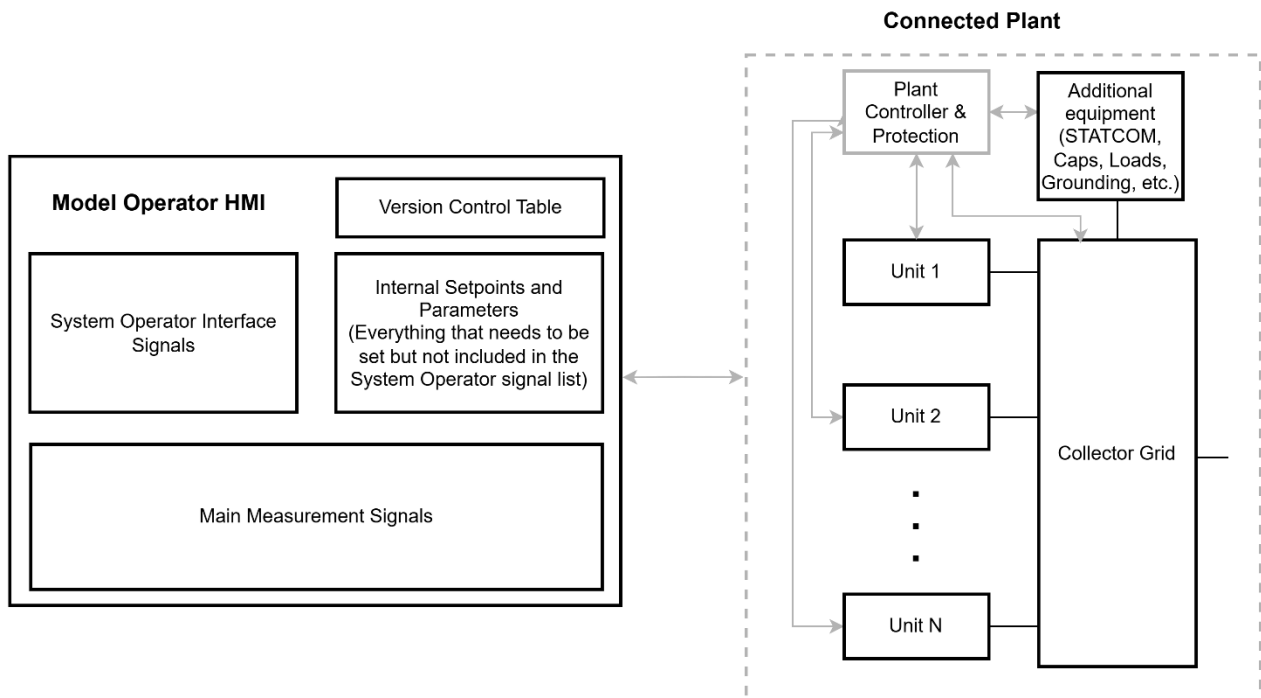 Connected Plant
Model Operator HMI
Version Control Table
System Operator Interface
Signals
Internal Setpoints and
Parameters
(Everything that needs to be
set but not included in the
System Operator signal list)
Main Measurement Signals
Plant
Controller &
Protection
Additional
equipment
(STATCOM,
Caps, Loads,
Grounding, etc.)
Unit 1
Unit 2
Unit N
Collector Grid